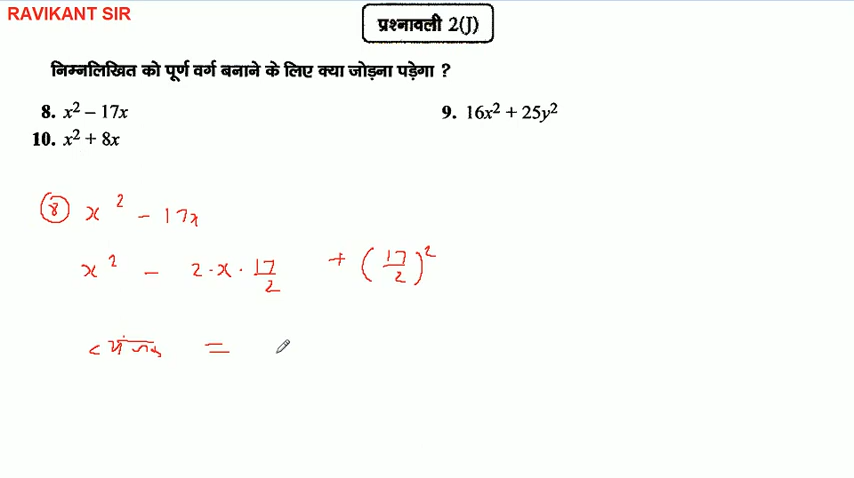 RAVIKANT SIR
प्रश्नावली 2(J)
निम्नलिखित को पूर्ण वर्ग बनाने के लिए क्या जोड़ना पड़ेगा ?
8. x² – 17x
9. 16x² + 25y²
10. x² + 8x
⑧ x² – 17x
x² – 2·x·17/2 + (17/2)²
व्यंजक =